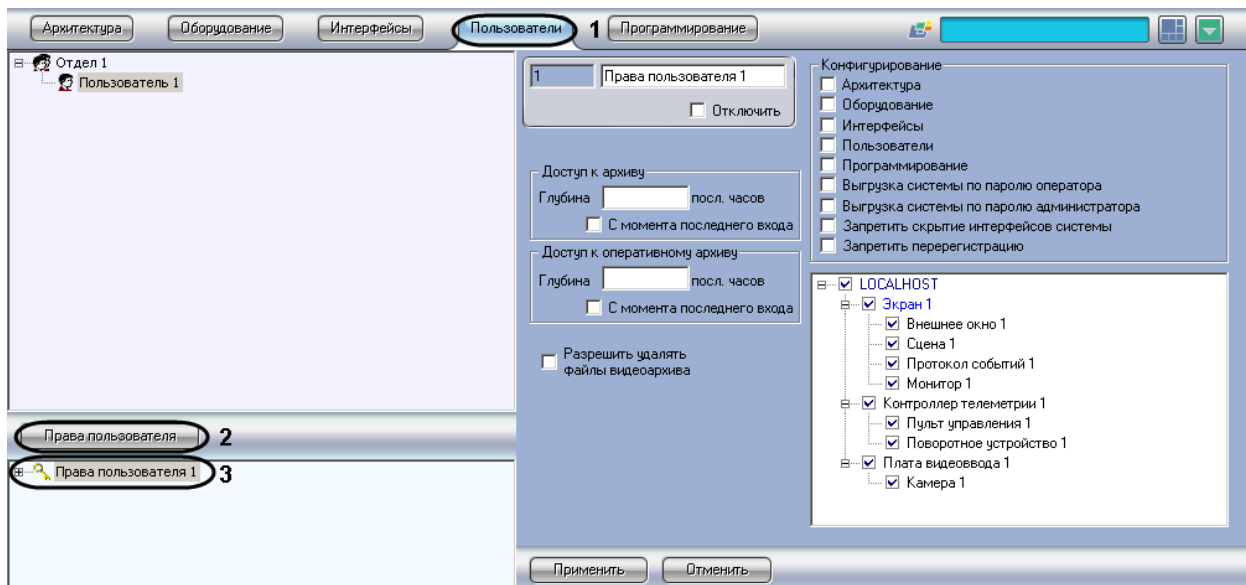 Архитектура Оборудование Интерфейсы Пользователи 1 Программирование
Отдел 1
Пользователь 1
Права пользователя 2
Права пользователя 1 3
1 Права пользователя 1
Отключить
Доступ к архиву
Глубина посл. часов
С момента последнего входа
Доступ к оперативному архиву
Глубина посл. часов
С момента последнего входа
Разрешить удалять
файлы видеоархива
Конфигурирование
Архитектура
Оборудование
Интерфейсы
Пользователи
Программирование
Выгрузка системы по паролю оператора
Выгрузка системы по паролю администратора
Запретить скрытие интерфейсов системы
Запретить перерегистрацию
LOCALHOST
Экран 1
Внешнее окно 1
Сцена 1
Протокол событий 1
Монитор 1
Контроллер телеметрии 1
Пульт управления 1
Поворотное устройство 1
Плата видеоввода 1
Камера 1
Применить Отменить